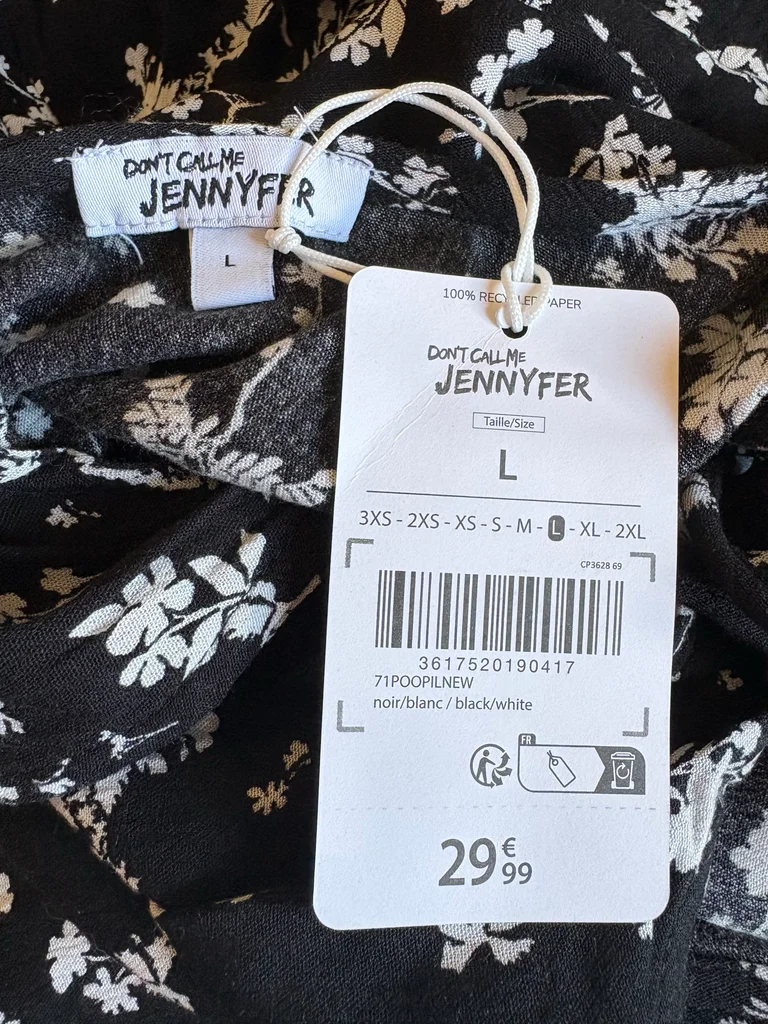 DON'T CALL ME
JENNYFER
L
100% RECYCLED PAPER
DON'T CALL ME
JENNYFER
Taille/Size
L
3XS - 2XS - XS - S - M - L - XL - 2XL
CP3628 69
3617520190417
71POOPILNEW
noir/blanc / black/white
FR
29€99